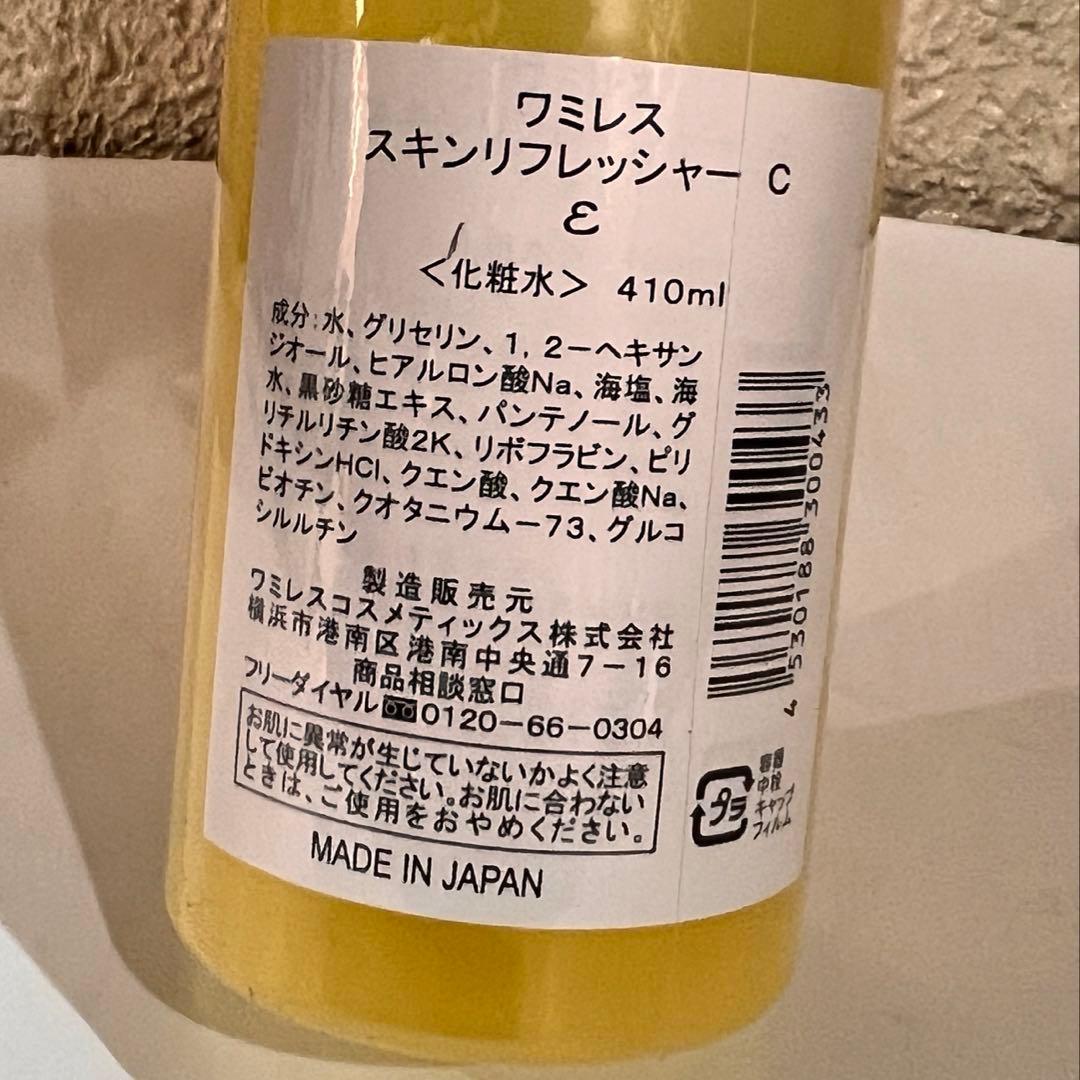 ワミレス
スキンリフレッシャー C
ε
＜化粧水＞ 410ml
成分:水、グリセリン、1, 2－ヘキサン
ジオール、ヒアルロン酸Na、海塩、海
水、黒砂糖エキス、パンテノール、グ
リチルリチン酸2K、リボフラビン、ピリ
ドキシンHCl、クエン酸、クエン酸Na、
ビオチン、クオタニウム－73、グルコ
シルルチン
製造販売元
ワミレスコスメティックス株式会社
横浜市港南区港南中央通7－16
商品相談窓口
フリーダイヤル 0120－66－0304
お肌に異常が生じていないかよく注意
して使用してください。お肌に合わない
ときは、ご使用をおやめください。
MADE IN JAPAN
4 530188 300433
プラ
容器
中栓
キャップ
フィルム